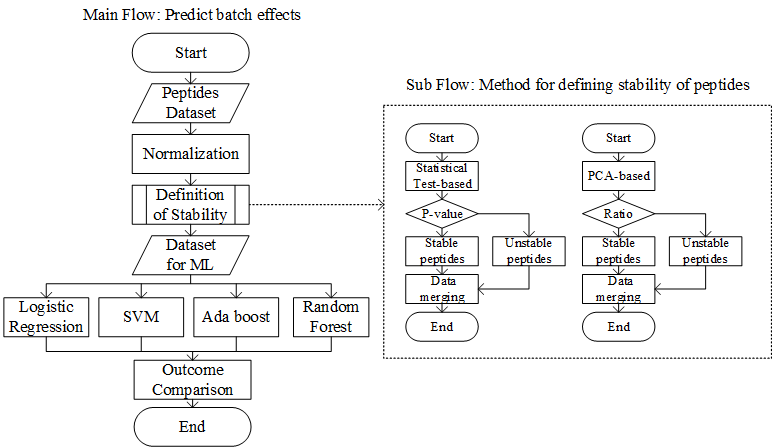 Main Flow: Predict batch effects
Start
Peptides
Dataset
Normalization
Definition
of Stability
Dataset
for ML
Logistic
Regression
SVM
Ada boost
Random
Forest
Outcome
Comparison
End
Sub Flow: Method for defining stability of peptides
Start
Statistical
Test-based
P-value
Stable
peptides
Unstable
peptides
Data
merging
End
Start
PCA-based
Ratio
Stable
peptides
Unstable
peptides
Data
merging
End